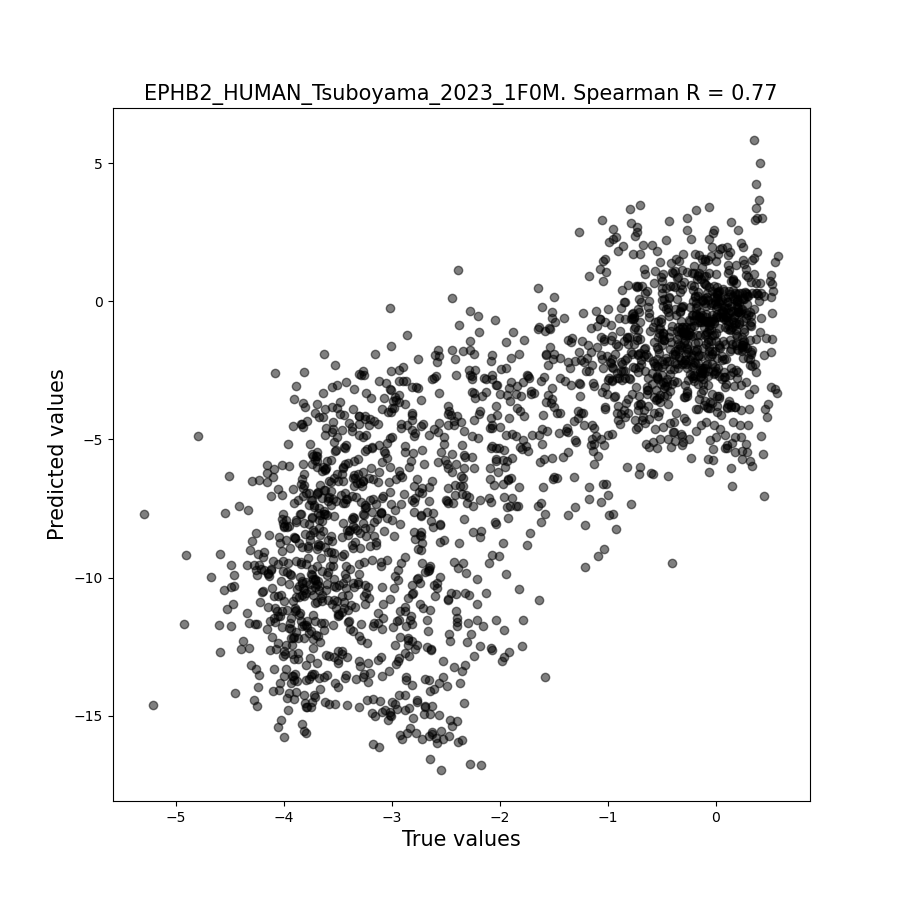 EPHB2_HUMAN_Tsuboyama_2023_1F0M. Spearman R = 0.77
5
0
−5
−10
−15
Predicted values
−5 −4 −3 −2 −1 0
True values